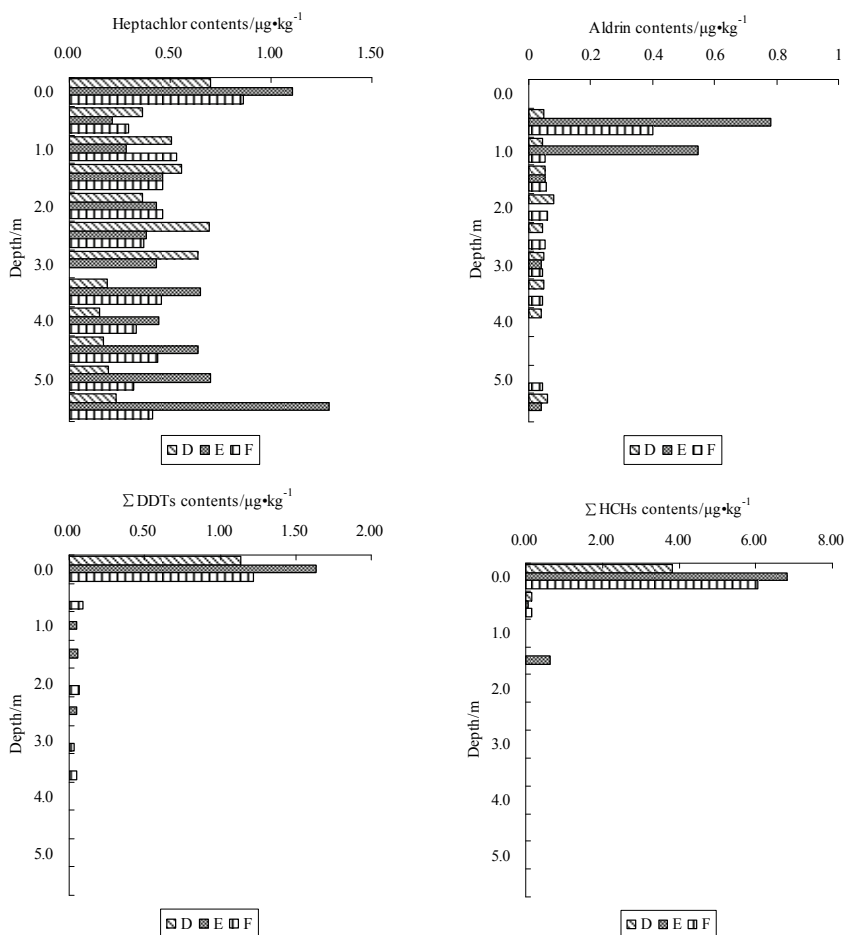 Heptachlor contents/μg•kg⁻¹
0.00 0.50 1.00 1.50
0.0
1.0
2.0
3.0
4.0
5.0
Depth/m
D E F
Aldrin contents/μg•kg⁻¹
0 0.2 0.4 0.6 0.8 1
0.0
1.0
2.0
3.0
4.0
5.0
Depth/m
D E F
∑DDTs contents/μg•kg⁻¹
0.00 0.50 1.00 1.50 2.00
0.0
1.0
2.0
3.0
4.0
5.0
Depth/m
D E F
∑HCHs contents/μg•kg⁻¹
0.00 2.00 4.00 6.00 8.00
0.0
1.0
2.0
3.0
4.0
5.0
Depth/m
D E F